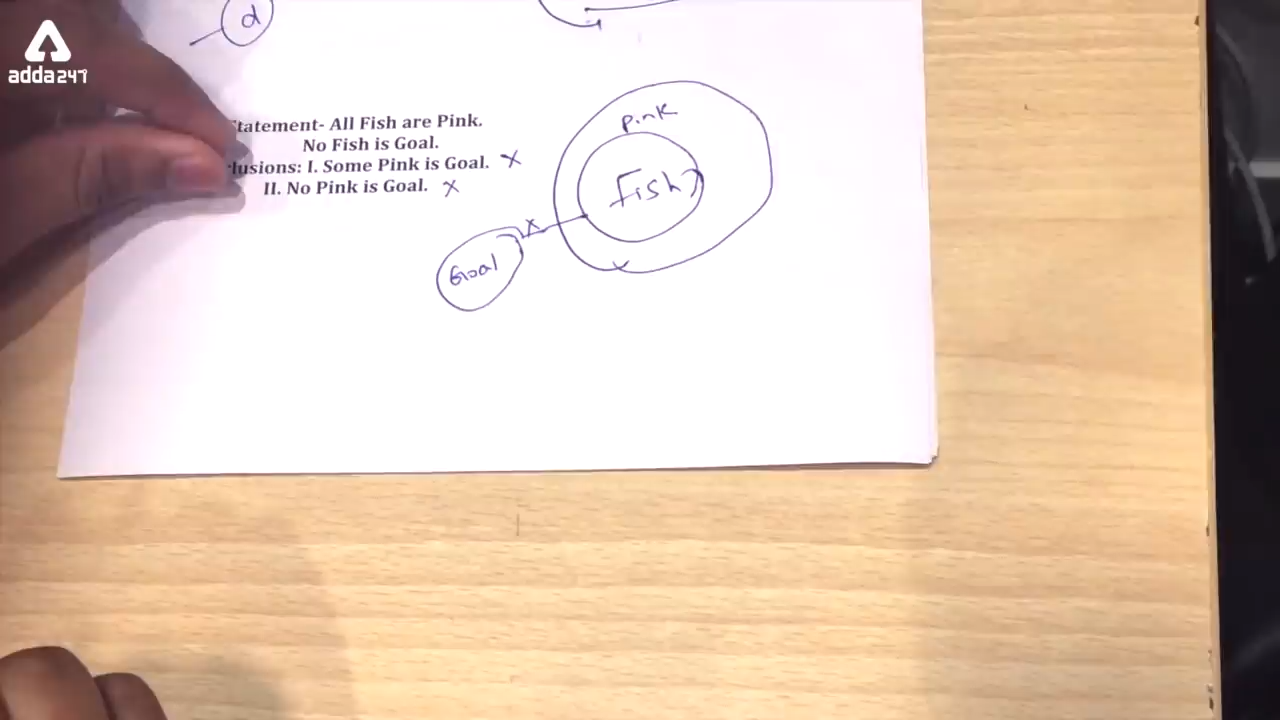 adda247
d
tatement- All Fish are Pink.
No Fish is Goal.
lusions: I. Some Pink is Goal. x
II. No Pink is Goal. x
pink
Fish
x
Goal